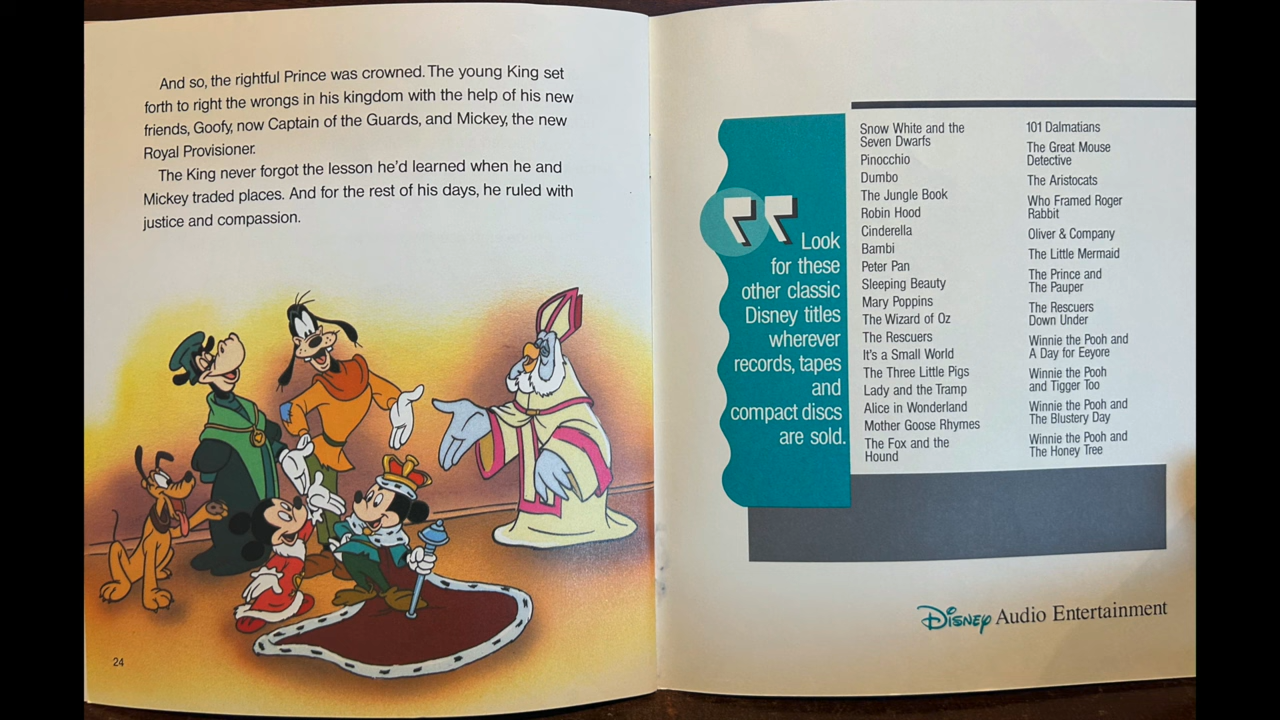 And so, the rightful Prince was crowned. The young King set
forth to right the wrongs in his kingdom with the help of his new
friends, Goofy, now Captain of the Guards, and Mickey, the new
Royal Provisioner.
The King never forgot the lesson he'd learned when he and
Mickey traded places. And for the rest of his days, he ruled with
justice and compassion.
24
Look
for these
other classic
Disney titles
wherever
records, tapes
and
compact discs
are sold.
Snow White and the
Seven Dwarfs
Pinocchio
Dumbo
The Jungle Book
Robin Hood
Cinderella
Bambi
Peter Pan
Sleeping Beauty
Mary Poppins
The Wizard of Oz
The Rescuers
It's a Small World
The Three Little Pigs
Lady and the Tramp
Alice in Wonderland
Mother Goose Rhymes
The Fox and the
Hound
101 Dalmatians
The Great Mouse
Detective
The Aristocats
Who Framed Roger
Rabbit
Oliver & Company
The Little Mermaid
The Prince and
The Pauper
The Rescuers
Down Under
Winnie the Pooh and
A Day for Eeyore
Winnie the Pooh
and Tigger Too
Winnie the Pooh and
The Blustery Day
Winnie the Pooh and
The Honey Tree
Disney Audio Entertainment